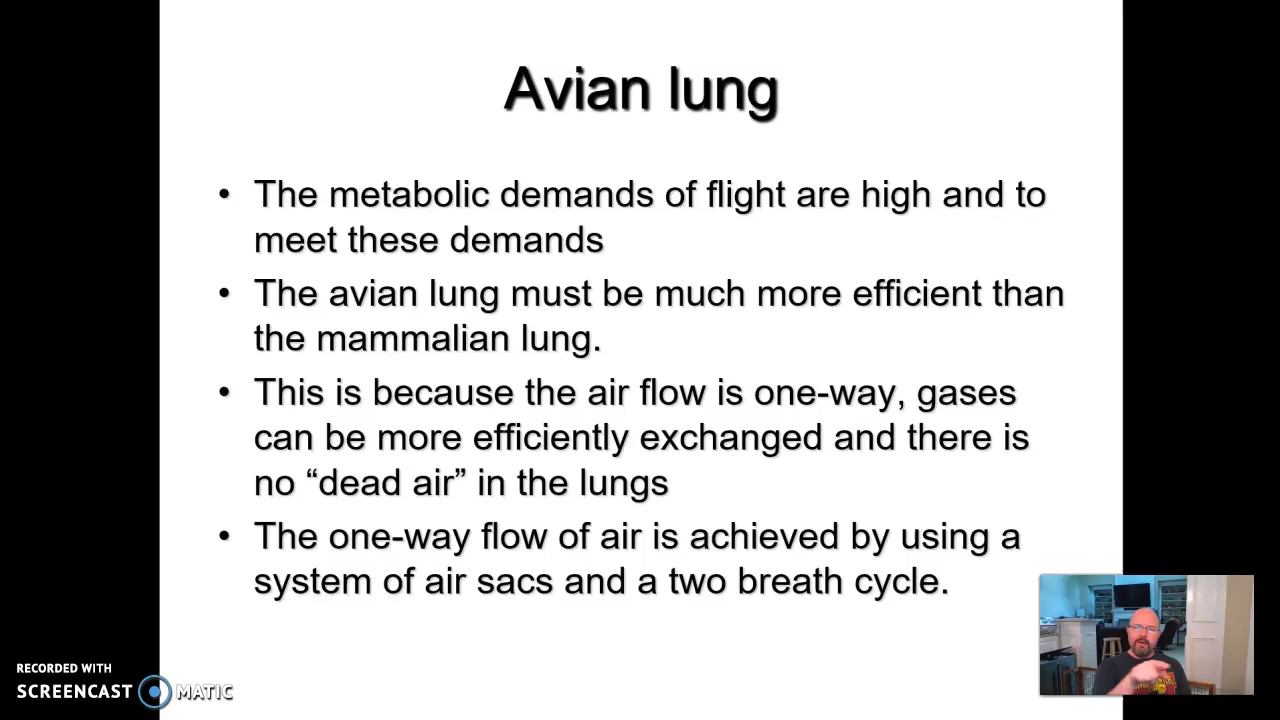 Avian lung
• The metabolic demands of flight are high and to
meet these demands
• The avian lung must be much more efficient than
the mammalian lung.
• This is because the air flow is one-way, gases
can be more efficiently exchanged and there is
no “dead air” in the lungs
• The one-way flow of air is achieved by using a
system of air sacs and a two breath cycle.
RECORDED WITH
SCREENCAST MATIC